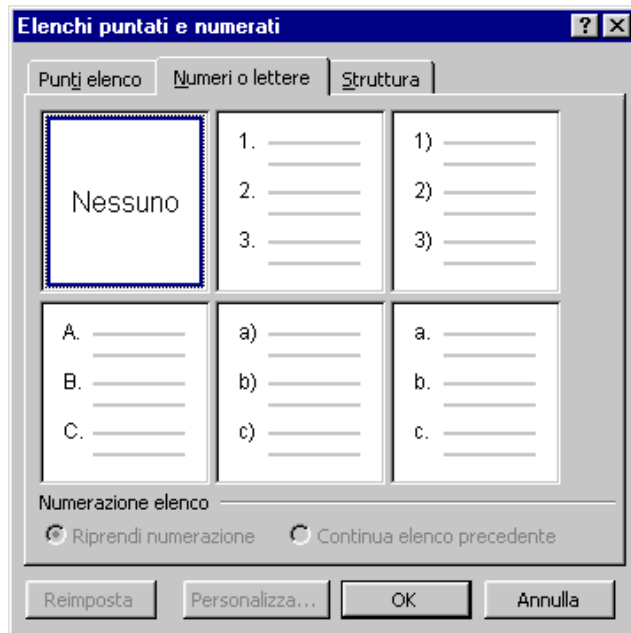 Elenchi puntati e numerati
Punti elenco Numeri o lettere Struttura
Nessuno
1.
2.
3.
1)
2)
3)
A.
B.
C.
a)
b)
c)
a.
b.
c.
Numerazione elenco
Riprendi numerazione Continua elenco precedente
Reimposta Personalizza... OK Annulla